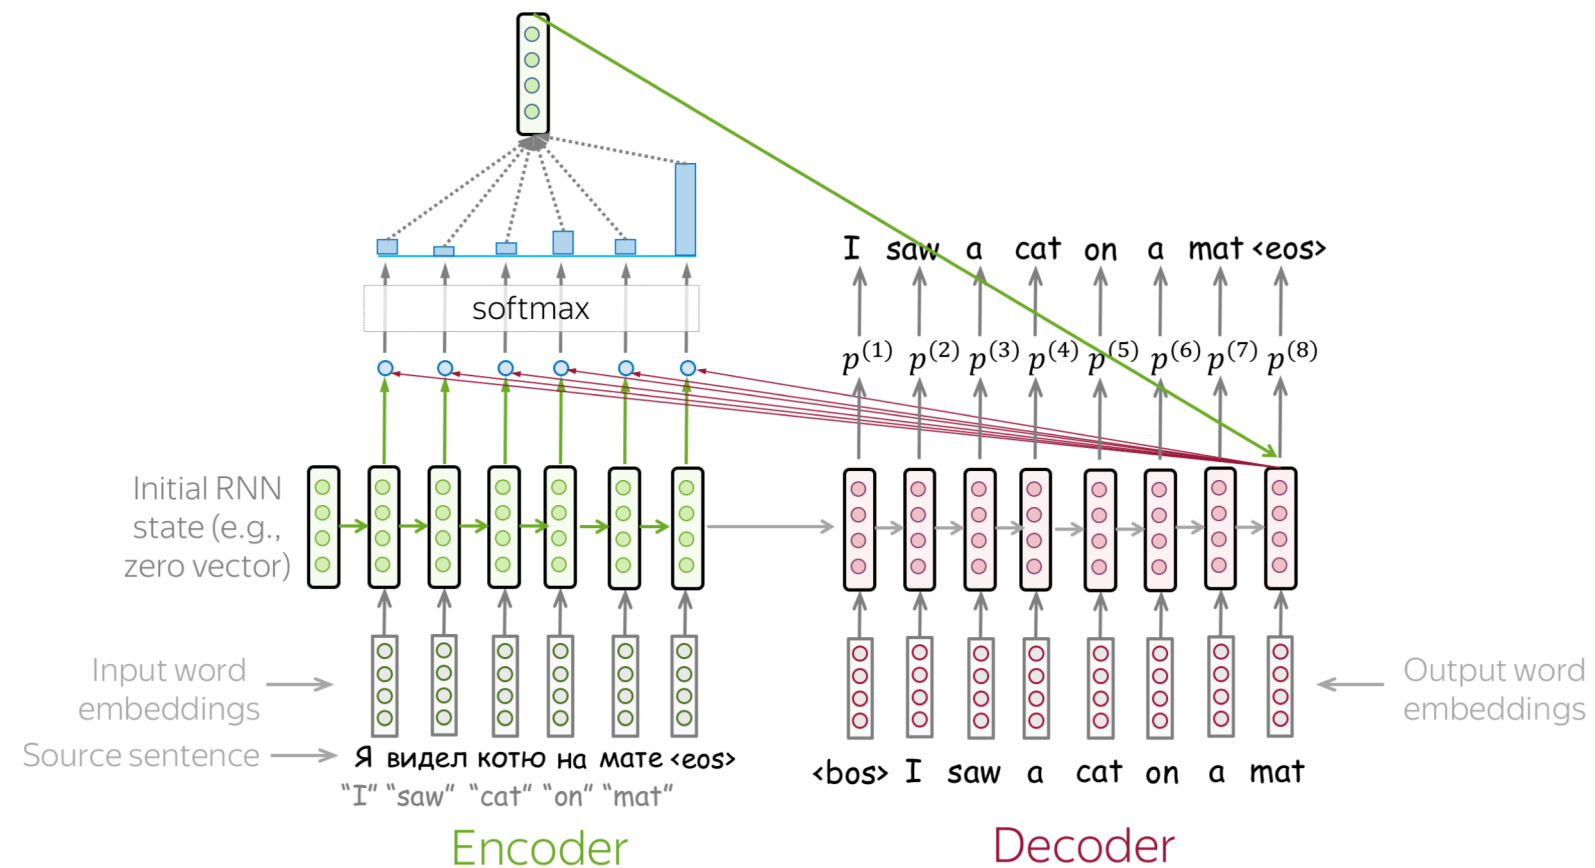 softmax
I saw a cat on a mat <eos>
p(1) p(2) p(3) p(4) p(5) p(6) p(7) p(8)
Initial RNN
state (e.g.,
zero vector)
Input word
embeddings
Output word
embeddings
Source sentence
Я видел котю на мате <eos>
"I" "saw" "cat" "on" "mat"
<bos> I saw a cat on a mat
Encoder
Decoder